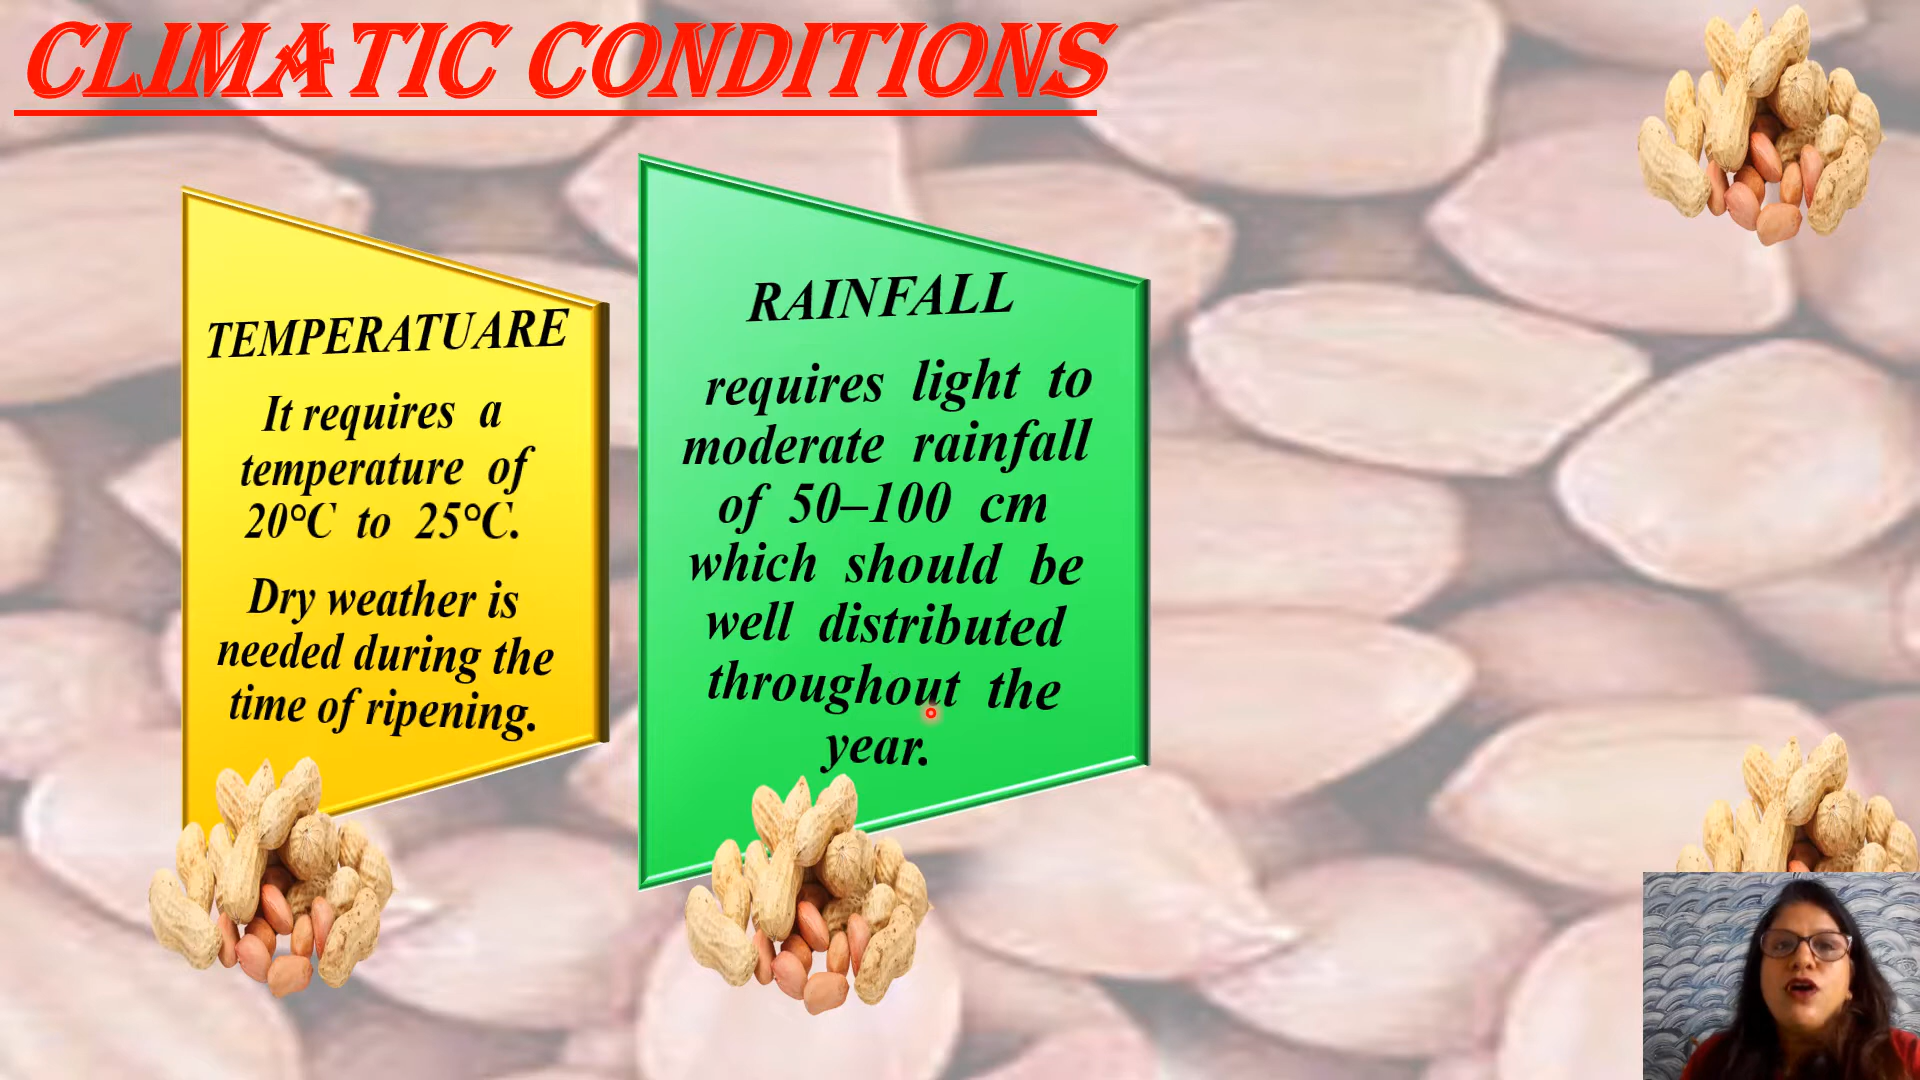 CLIMATIC CONDITIONS
TEMPERATUARE
It requires a
temperature of
20°C to 25°C.
Dry weather is
needed during the
time of ripening.
RAINFALL
requires light to
moderate rainfall
of 50–100 cm
which should be
well distributed
throughout the
year.